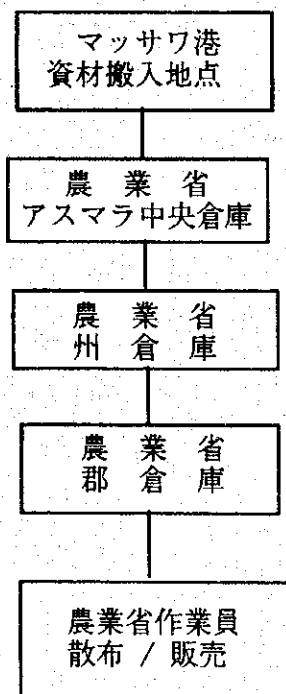 マッサワ港
資材搬入地点
農業省
アスマラ中央倉庫
農業省
州倉庫
農業省
郡倉庫
農業省作業員
散布 / 販売